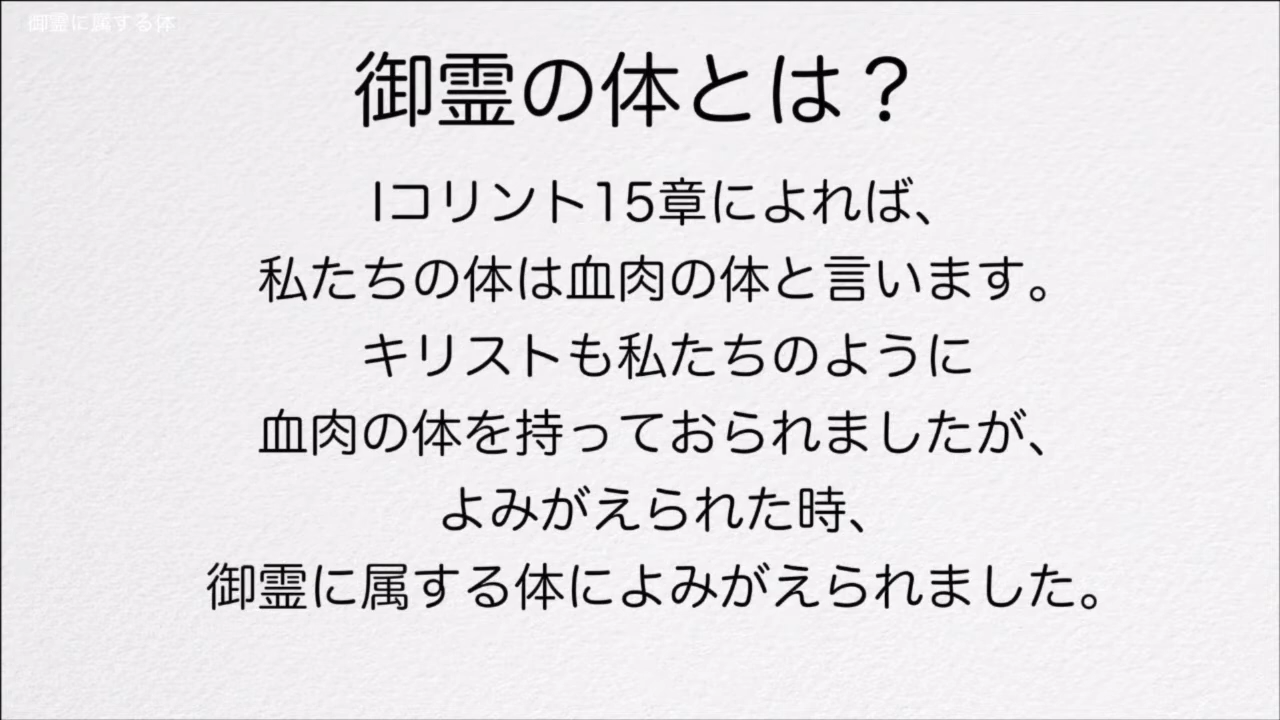 御霊に属する体
御霊の体とは？
Iコリント15章によれば、
私たちの体は血肉の体と言います。
キリストも私たちのように
血肉の体を持っておられましたが、
よみがえられた時、
御霊に属する体によみがえられました。